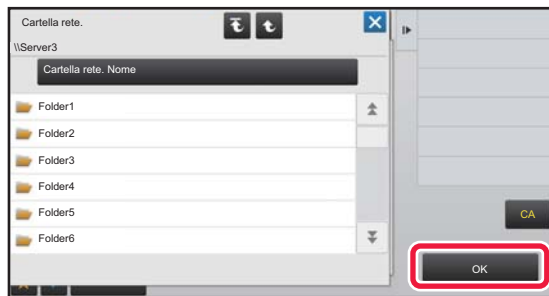 Cartella rete.
\\Server3
Cartella rete. Nome
Folder1
Folder2
Folder3
Folder4
Folder5
Folder6
CA
OK